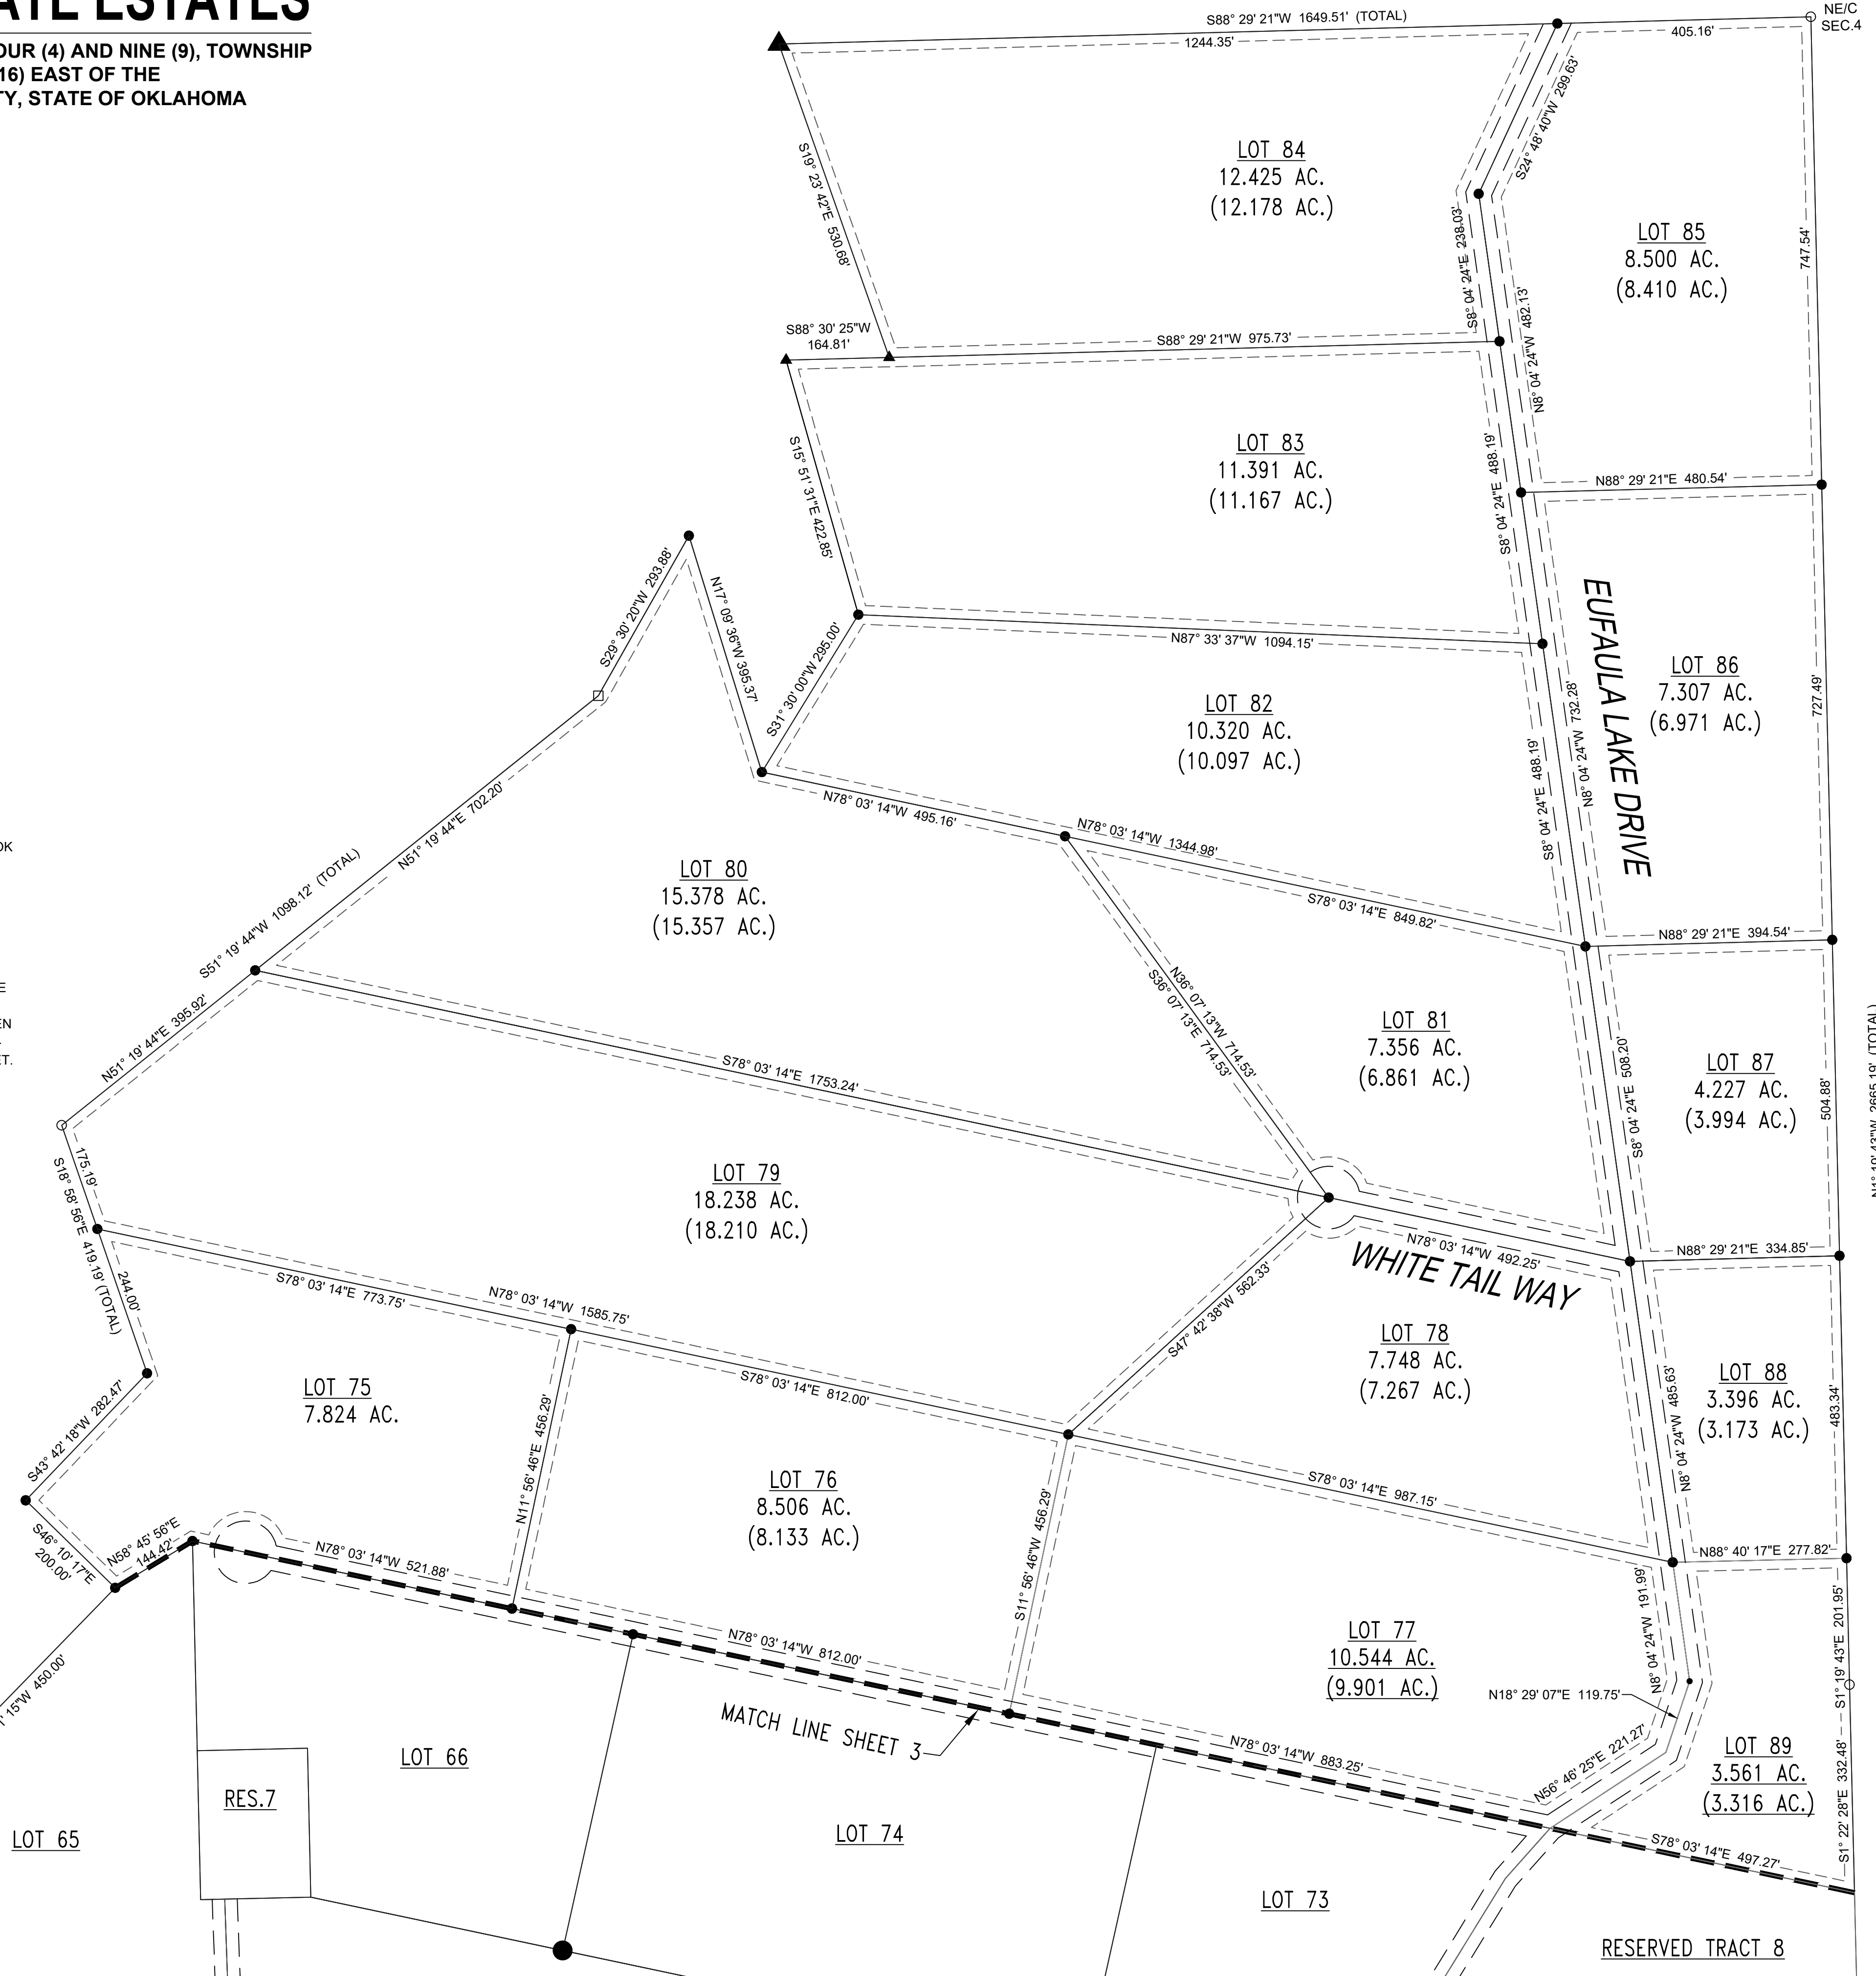 ATE ESTATES
OUR (4) AND NINE (9), TOWNSHIP
16) EAST OF THE
TY, STATE OF OKLAHOMA
S88° 29' 21"W 1649.51' (TOTAL)
1244.35'
405.16'
NE/C
SEC.4
S19° 23' 42"E 530.68'
LOT 84
12.425 AC.
(12.178 AC.)
S24° 48' 40"W 299.63'
S8° 04' 24"E 238.03'
LOT 85
8.500 AC.
(8.410 AC.)
747.54'
N8° 04' 24"W 482.13'
S88° 30' 25"W
164.81'
S88° 29' 21"W 975.73'
S15° 51' 31"E 422.85'
LOT 83
11.391 AC.
(11.167 AC.)
S8° 04' 24"E 488.19'
N88° 29' 21"E 480.54'
S29° 30' 20"W 293.88'
N17° 09' 36"W 395.37'
S31° 30' 00"W 295.00'
N87° 33' 37"W 1094.15'
EUFAULA LAKE DRIVE
LOT 86
7.307 AC.
(6.971 AC.)
727.49'
LOT 82
10.320 AC.
(10.097 AC.)
N8° 04' 24"W 732.28'
S8° 04' 24"E 488.19'
N78° 03' 14"W 495.16'
N78° 03' 14"W 1344.98'
S78° 03' 14"E 849.82'
N88° 29' 21"E 394.54'
OK
N51° 19' 44"E 702.20'
S51° 19' 44"W 1098.12' (TOTAL)
LOT 80
15.378 AC.
(15.357 AC.)
E
EN
ET.
N51° 19' 44"E 395.92'
S78° 03' 14"E 1753.24'
N36° 07' 13"W 714.53'
S36° 07' 13"E 714.53'
LOT 81
7.356 AC.
(6.861 AC.)
S8° 04' 24"E 508.20'
LOT 87
4.227 AC.
(3.994 AC.)
504.88'
N1° 19' 43"W 2665.19' (TOTAL)
175.19'
S18° 58' 56"E 419.19' (TOTAL)
244.00'
LOT 79
18.238 AC.
(18.210 AC.)
N78° 03' 14"W 492.25'
WHITE TAIL WAY
N88° 29' 21"E 334.85'
S78° 03' 14"E 773.75'
N78° 03' 14"W 1585.75'
S47° 42' 38"W 562.33'
LOT 78
7.748 AC.
(7.267 AC.)
N8° 04' 24"W 485.63'
LOT 88
3.396 AC.
(3.173 AC.)
483.34'
S43° 42' 18"W 282.47'
LOT 75
7.824 AC.
N11° 56' 46"E 456.29'
S78° 03' 14"E 812.00'
LOT 76
8.506 AC.
(8.133 AC.)
S11° 56' 46"W 456.29'
S78° 03' 14"E 987.15'
N88° 40' 17"E 277.82'
S46° 10' 17"E
200.00'
N58° 45' 56"E
144.42'
N78° 03' 14"W 521.88'
N78° 03' 14"W 812.00'
LOT 77
10.544 AC.
(9.901 AC.)
N8° 04' 24"W 191.99'
S1° 19' 43"E 201.95'
N18° 29' 07"E 119.75'
15"W 450.00'
MATCH LINE SHEET 3
N78° 03' 14"W 883.25'
N56° 46' 25"E 221.27'
LOT 89
3.561 AC.
(3.316 AC.)
S1° 22' 28"E 332.48'
LOT 66
RES.7
LOT 65
LOT 74
S78° 03' 14"E 497.27'
LOT 73
RESERVED TRACT 8